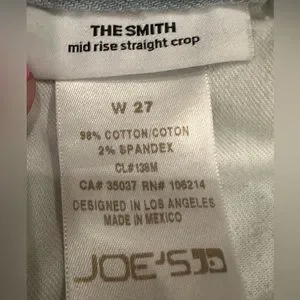 THE SMITH
mid rise straight crop
W 27
98% COTTON/COTON
2% SPANDEX
CL# 138M
CA# 35037 RN# 106214
DESIGNED IN LOS ANGELES
MADE IN MEXICO
JOE'S